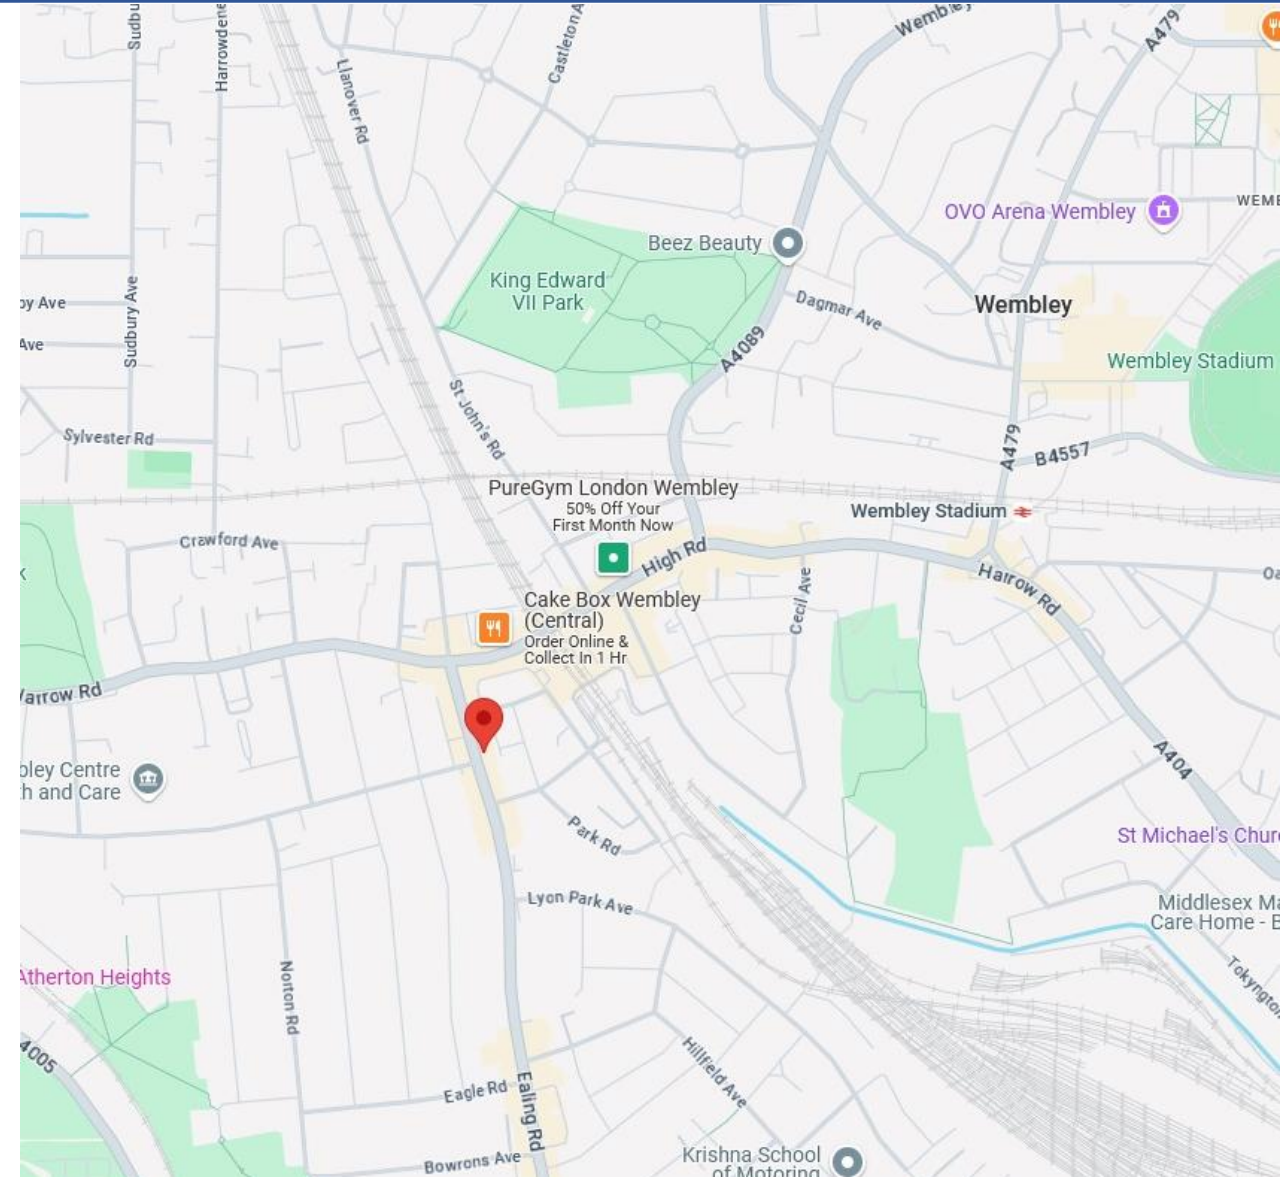 Sudbu
Harrowdene
Llanover Rd
Castleton A
Wembley
A479
OVO Arena Wembley
WEMB
Beez Beauty
King Edward
VII Park
Dagmar Ave
Wembley
by Ave
Ave
Sudbury Ave
A4089
Wembley Stadium
St John's Rd
Sylvester Rd
A479
B4557
PureGym London Wembley
50% Off Your
First Month Now
Wembley Stadium
Crawford Ave
High Rd
Harrow Rd
Cecil Ave
Cake Box Wembley
(Central)
Order Online &
Collect In 1 Hr
Harrow Rd
A404
bley Centre
h and Care
Park Rd
St Michael's Chur
Lyon Park Ave
Middlesex Ma
Care Home - B
Atherton Heights
Norton Rd
Tokyngton
4005
Hillfield Ave
Eagle Rd
Ealing Rd
Bowrons Ave
Krishna School
of Motoring